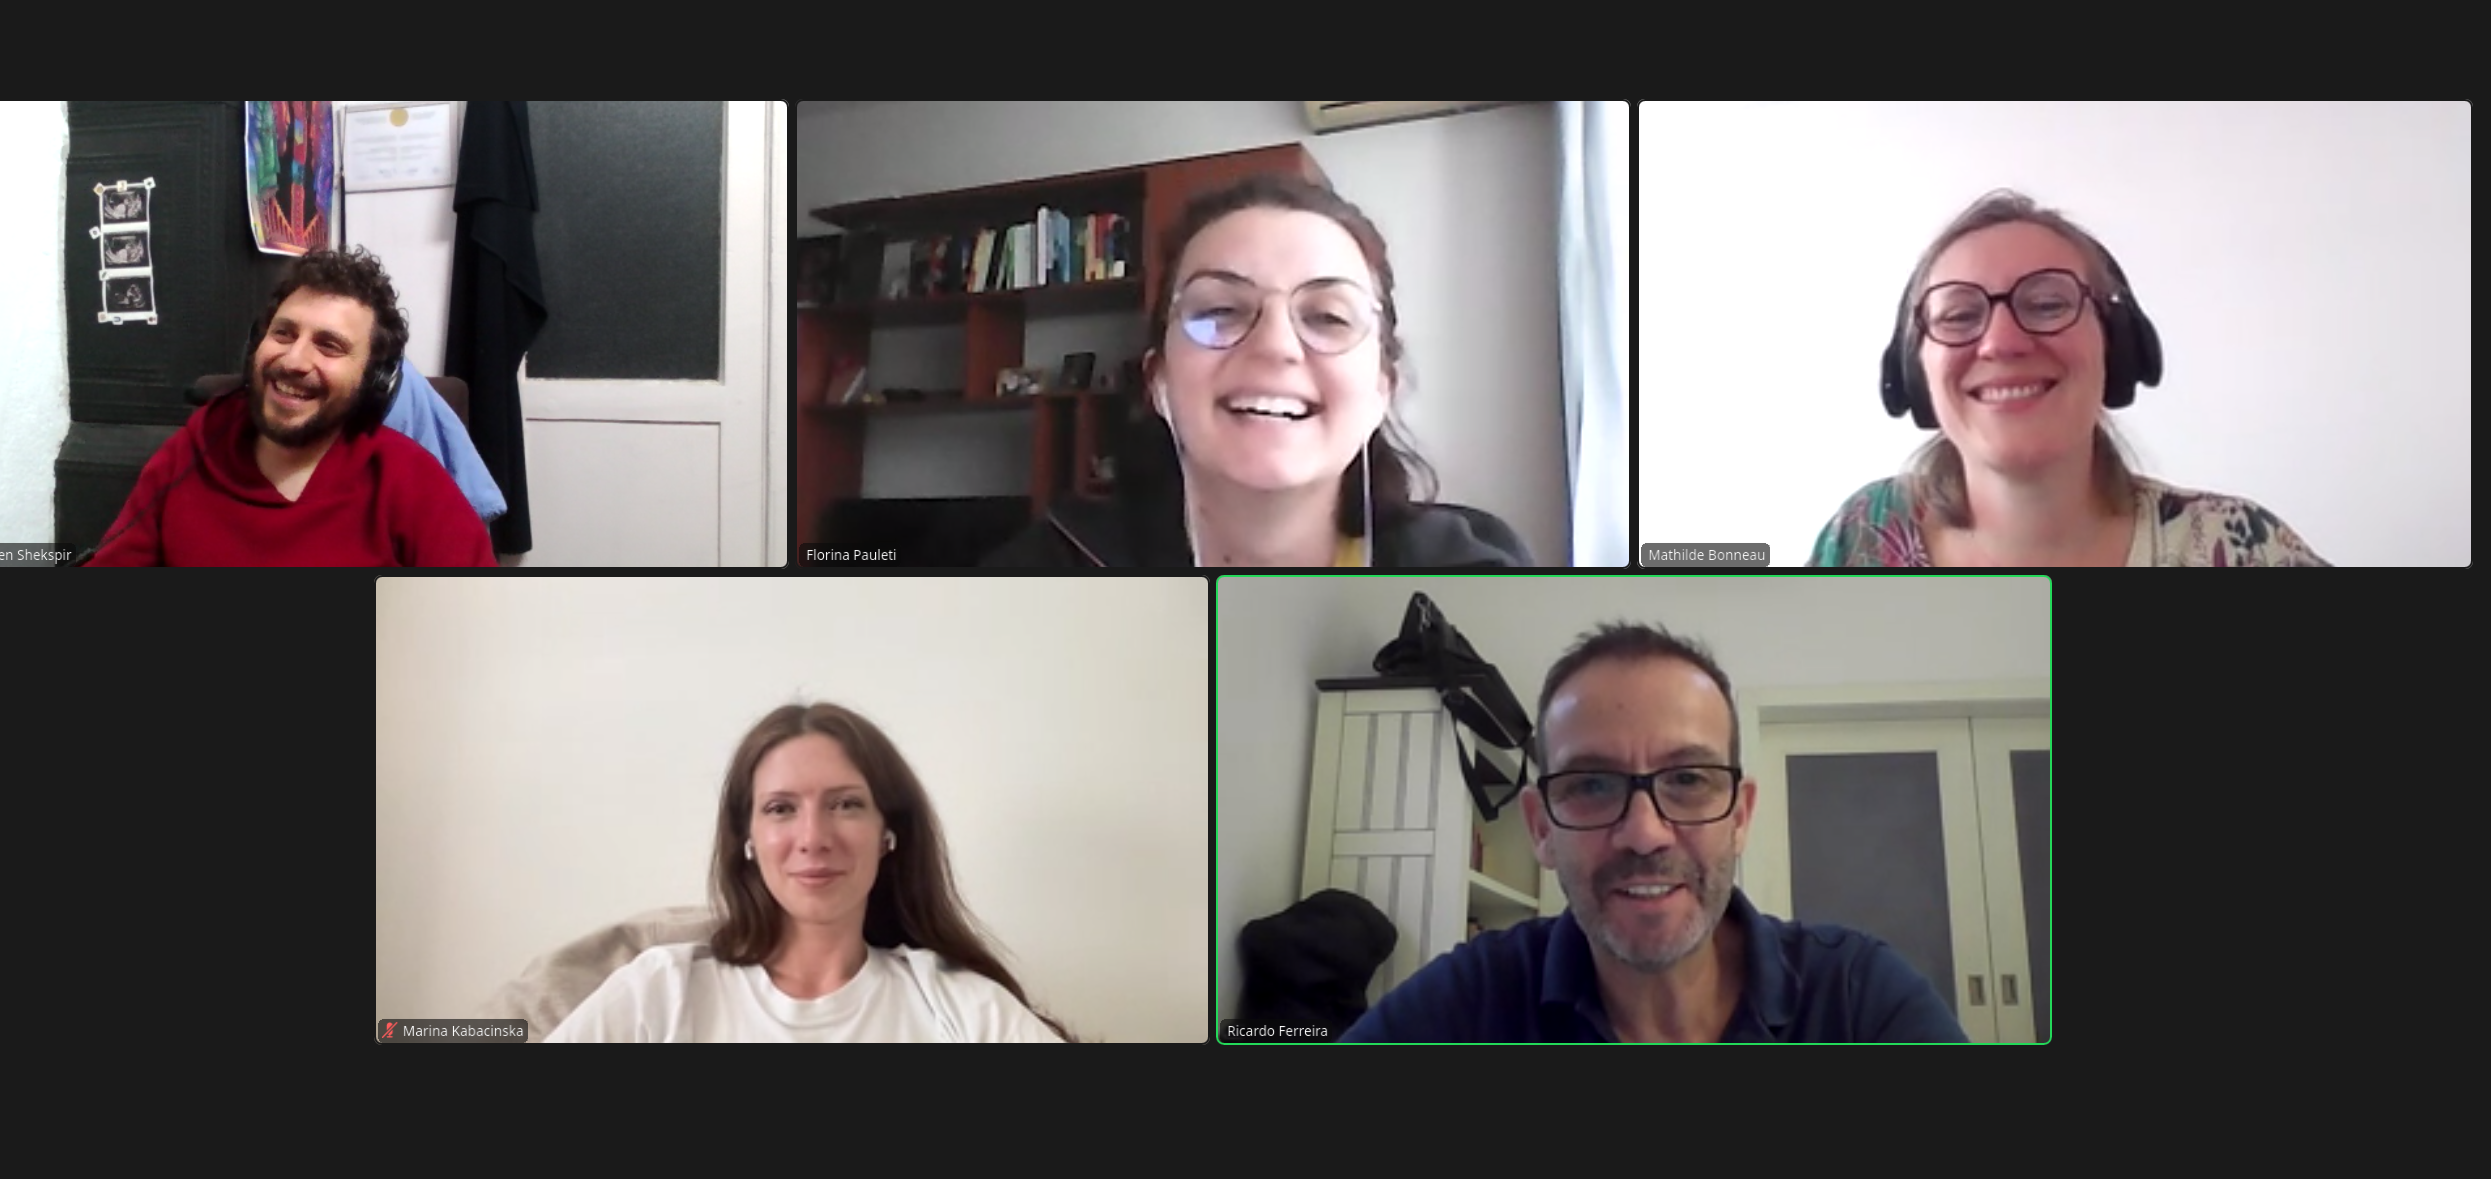 en Shekspir
Florina Pauleti
Mathilde Bonneau
Marina Kabacinska
Ricardo Ferreira